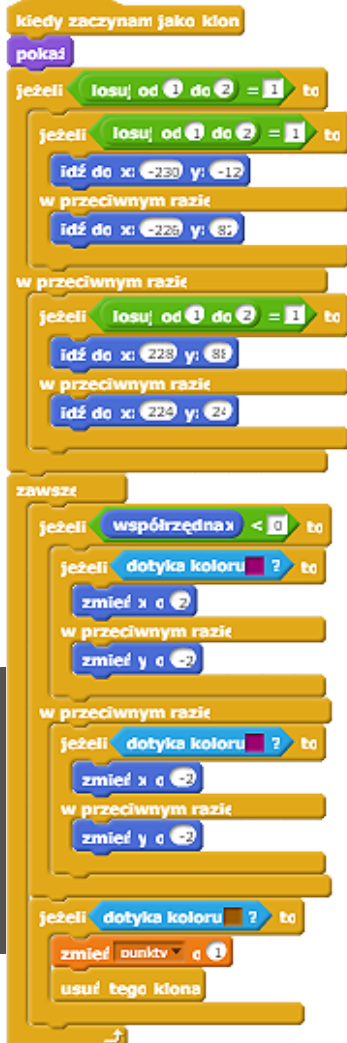 kiedy zaczynam jako klon
pokaż
jeżeli losuj od 1 do 2 = 1 to
jeżeli losuj od 1 do 2 = 1 to
idź do x: -230 y: -12
w przeciwnym razie
idź do x: -226 y: 82
w przeciwnym razie
jeżeli losuj od 1 do 2 = 1 to
idź do x: 228 y: 88
w przeciwnym razie
idź do x: 224 y: 24
zawsze
jeżeli współrzędna x < 0 to
jeżeli dotyka koloru ? to
zmień x o 2
w przeciwnym razie
zmień y o -2
w przeciwnym razie
jeżeli dotyka koloru ? to
zmień x o -2
w przeciwnym razie
zmień y o -2
jeżeli dotyka koloru ? to
zmień punkty o 1
usuń tego klona